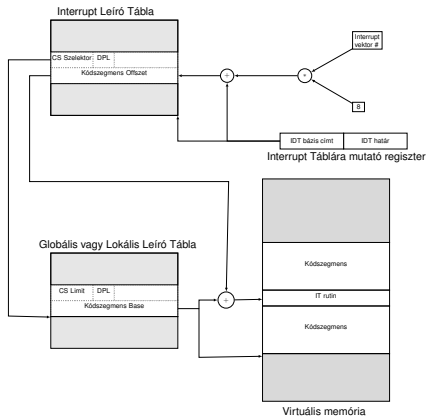 Interrupt Leíró Tábla
Interrupt
vektor #
CS Szelektor DPL
Kódszegmens Offszet
+
*
8
IDT bázis címt IDT határ
Interrupt Táblára mutató regiszter
Globális vagy Lokális Leíró Tábla
Kódszegmens
CS Limit DPL
Kódszegmens Base
+
IT rutin
Kódszegmens
Virtuális memória